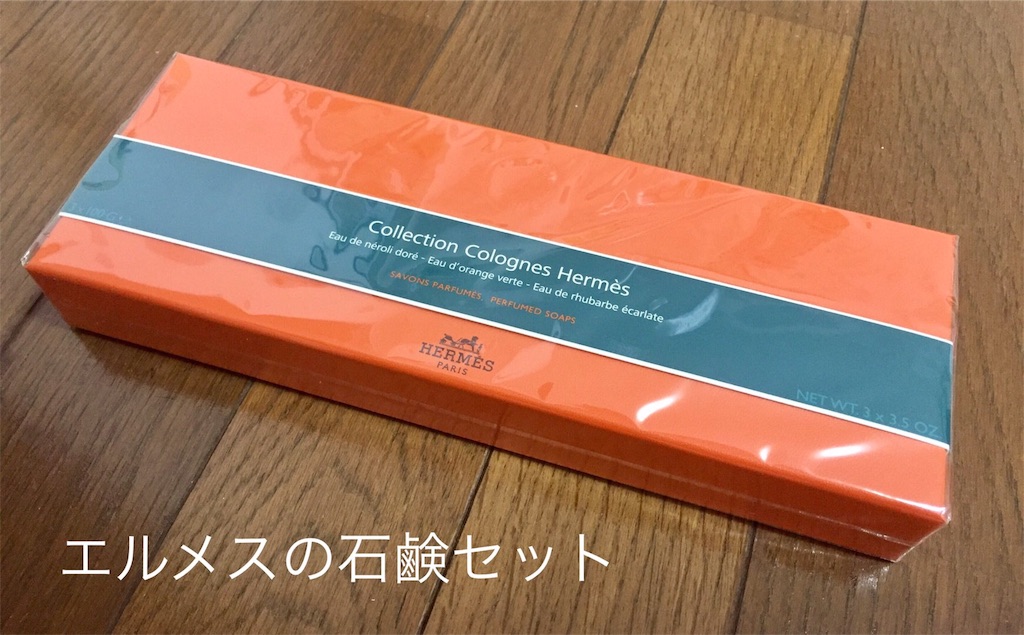 Collection Colognes Hermès
Eau de néroli doré - Eau d'orange verte - Eau de rhubarbe écarlate
SAVONS PARFUMÉS, PERFUMED SOAPS
HERMÈS
PARIS
NET WT. 3 x 3.5 OZ
エルメスの石鹸セット